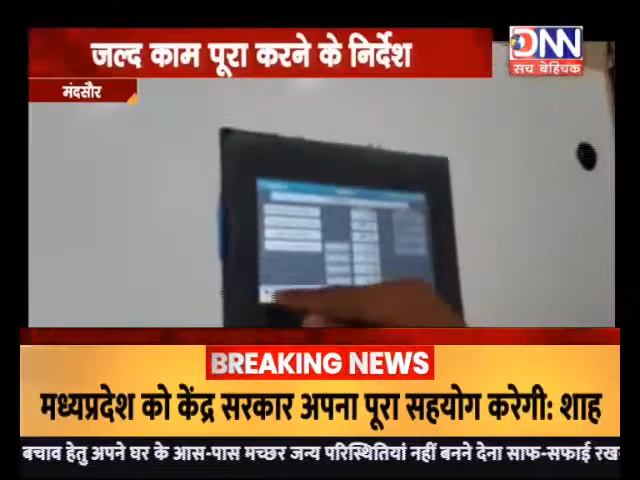 जल्द काम पूरा करने के निर्देश
DNN
सच बेहिचक
मंदसौर
BREAKING NEWS
मध्यप्रदेश को केंद्र सरकार अपना पूरा सहयोग करेगी: शाह
बचाव हेतु अपने घर के आस-पास मच्छर जन्य परिस्थितियां नहीं बनने देना साफ-सफाई रख